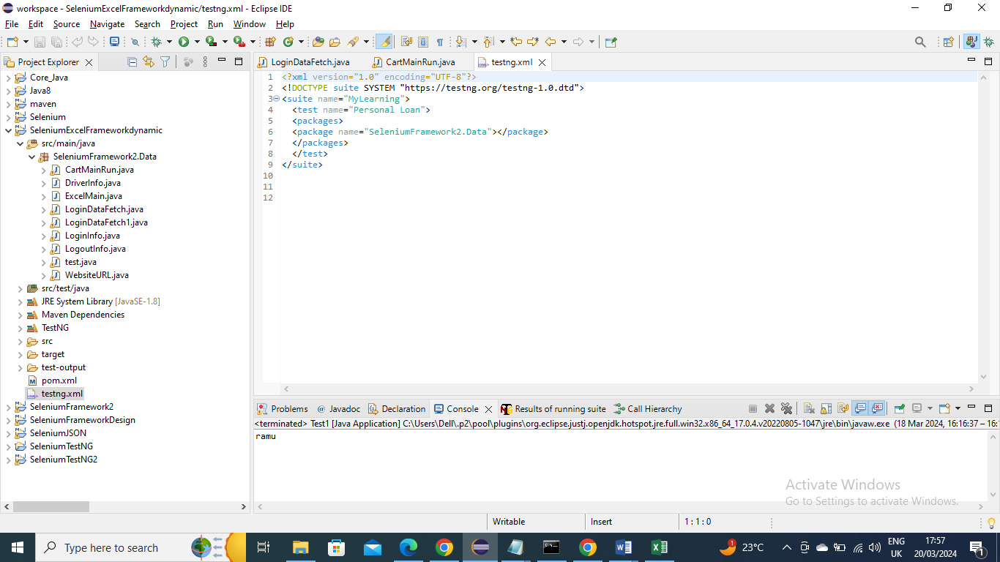 workspace - SeleniumExcelFrameworkdynamic/testng.xml - Eclipse IDE
File Edit Source Navigate Search Project Run Window Help
Project Explorer
Core_Java
Java8
maven
Selenium
SeleniumExcelFrameworkdynamic
src/main/java
SeleniumFramework2.Data
CartMainRun.java
DriverInfo.java
ExcelMain.java
LoginDataFetch.java
LoginDataFetch1.java
LoginInfo.java
LogoutInfo.java
test.java
WebsiteURL.java
src/test/java
JRE System Library [JavaSE-1.8]
Maven Dependencies
TestNG
src
target
test-output
pom.xml
testng.xml
SeleniumFramework2
SeleniumFrameworkDesign
SeleniumJSON
SeleniumTestNG
SeleniumTestNG2
LoginDataFetch.java CartMainRun.java testng.xml
1 <?xml version="1.0" encoding="UTF-8"?>
2 <!DOCTYPE suite SYSTEM "https://testng.org/testng-1.0.dtd">
3 <suite name="MyLearning">
4 <test name="Personal Loan">
5 <packages>
6 <package name="SeleniumFramework2.Data"></package>
7 </packages>
8 </test>
9 </suite>
10
11
12
Problems Javadoc Declaration Console Results of running suite Call Hierarchy
<terminated> Test1 [Java Application] C:\Users\Dell\.p2\pool\plugins\org.eclipse.justj.openjdk.hotspot.jre.full.win32.x86_64_17.0.4.v20220805-1047\jre\bin\javaw.exe (18 Mar 2024, 16:16:37 – 16:
ramu
Activate Windows
Go to Settings to activate Windows.
Writable Insert 1 : 1 : 0
Type here to search
1
23°C
ENG
UK
17:57
20/03/2024
1